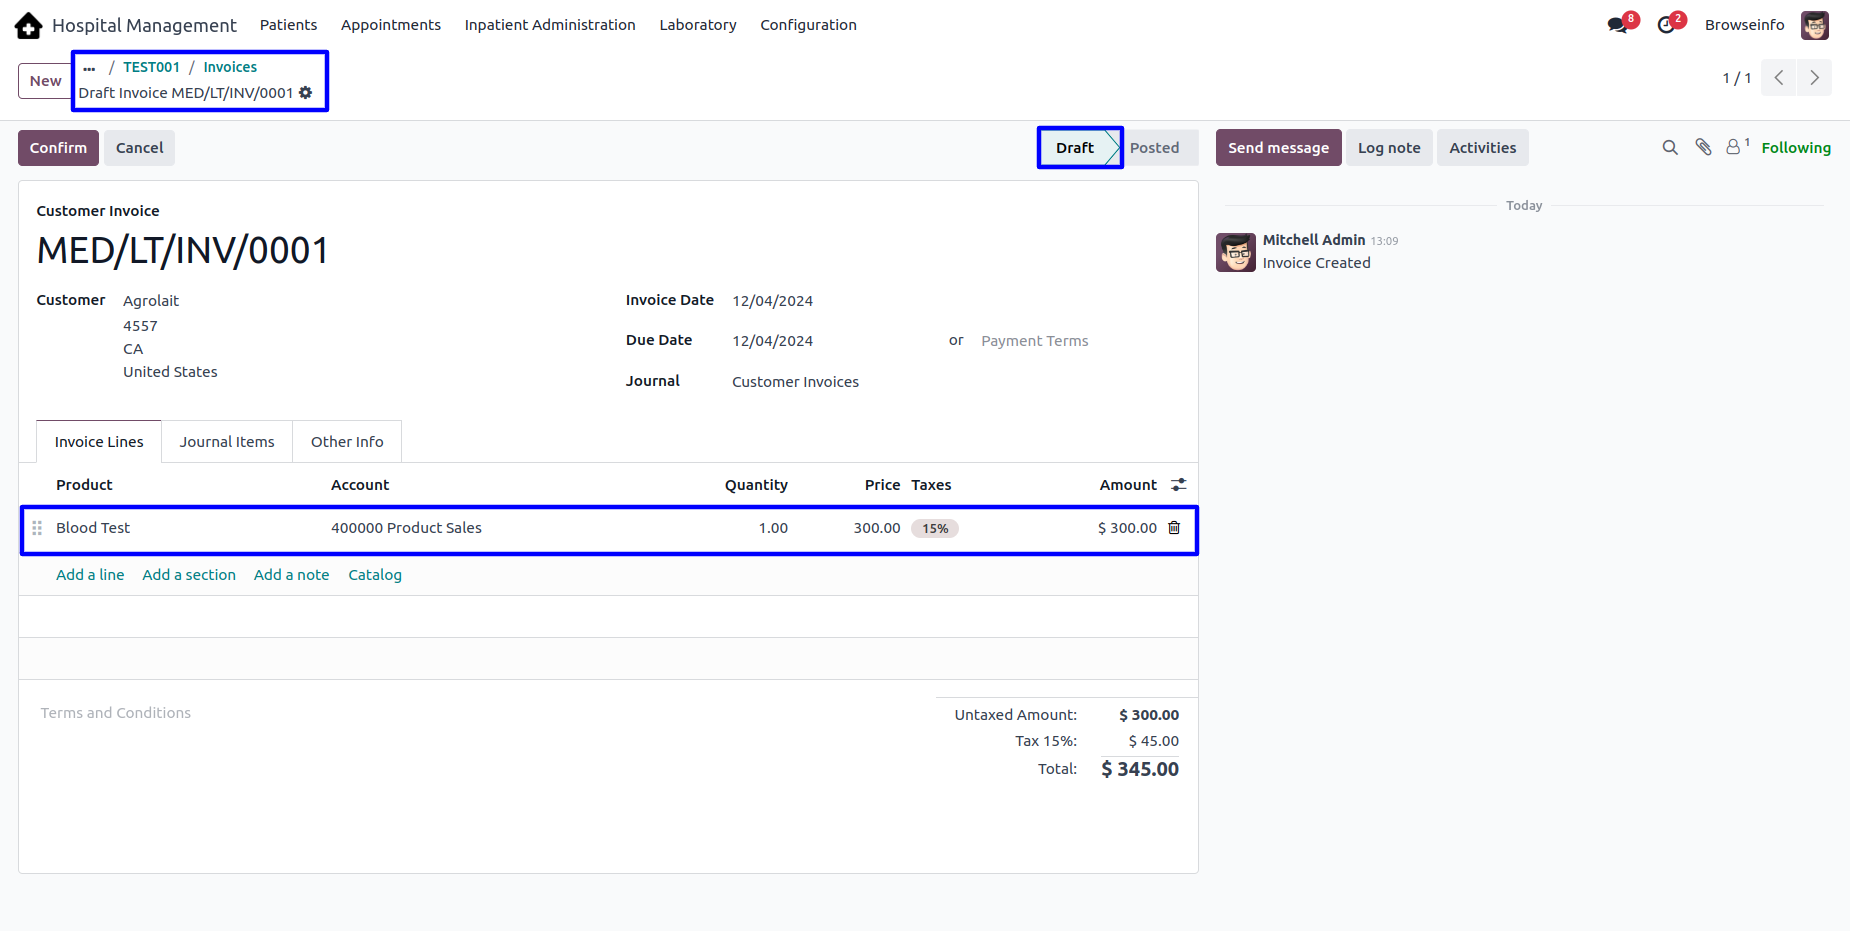 Hospital Management Patients Appointments Inpatient Administration Laboratory Configuration 8 2 Browseinfo
New ... / TEST001 / Invoices
Draft Invoice MED/LT/INV/0001
1 / 1
Confirm Cancel Draft Posted Send message Log note Activities 1 Following
Customer Invoice
MED/LT/INV/0001
Customer Agrolait
4557
CA
United States
Invoice Date 12/04/2024
Due Date 12/04/2024 or Payment Terms
Journal Customer Invoices
Invoice Lines Journal Items Other Info
Product Account Quantity Price Taxes Amount
Blood Test 400000 Product Sales 1.00 300.00 15% $ 300.00
Add a line Add a section Add a note Catalog
Terms and Conditions
Untaxed Amount: $ 300.00
Tax 15%: $ 45.00
Total: $ 345.00
Today
Mitchell Admin 13:09
Invoice Created